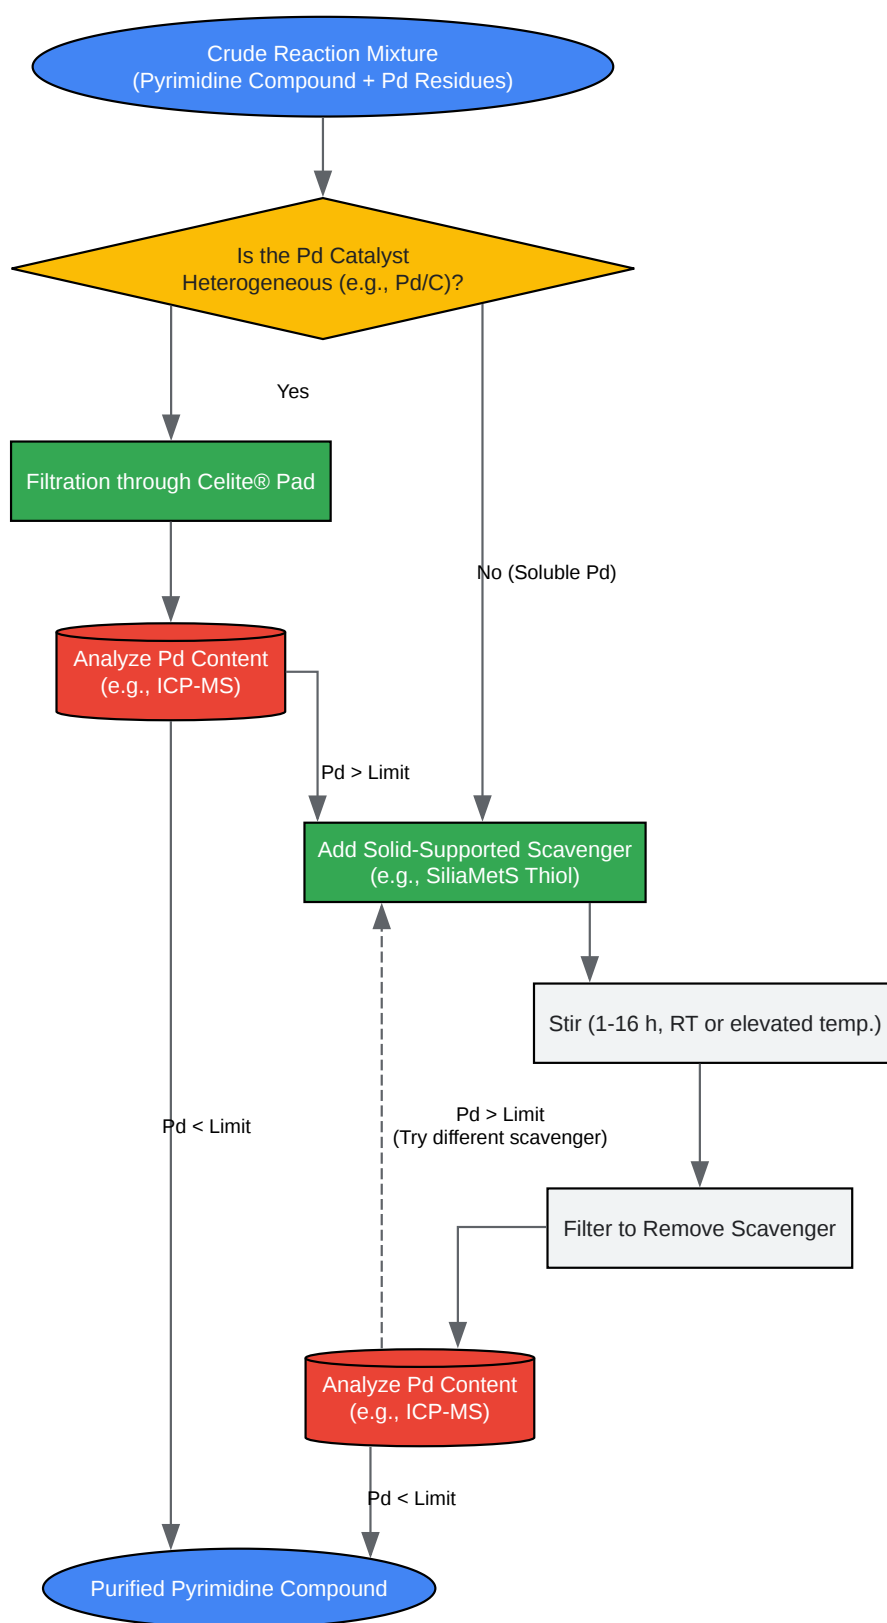 Crude Reaction Mixture
(Pyrimidine Compound + Pd Residues)
Is the Pd Catalyst
Heterogeneous (e.g., Pd/C)?
Yes
Filtration through Celite® Pad
No (Soluble Pd)
Analyze Pd Content
(e.g., ICP-MS)
Pd > Limit
Add Solid-Supported Scavenger
(e.g., SiliaMetS Thiol)
Stir (1-16 h, RT or elevated temp.)
Pd > Limit
(Try different scavenger)
Pd < Limit
Filter to Remove Scavenger
Analyze Pd Content
(e.g., ICP-MS)
Pd < Limit
Purified Pyrimidine Compound